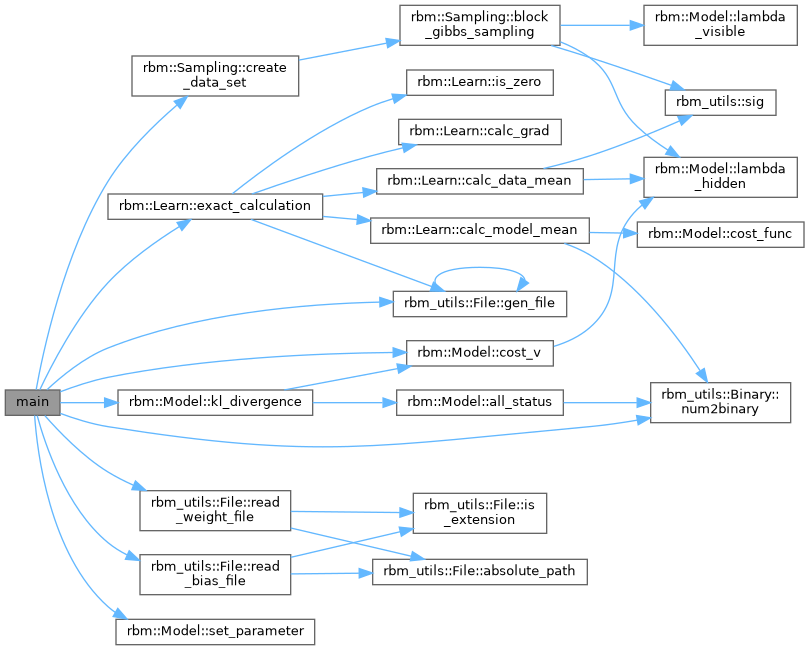 main
rbm::Sampling::create
_data_set
rbm::Learn::exact_calculation
rbm::Model::kl_divergence
rbm_utils::File::read
_weight_file
rbm_utils::File::read
_bias_file
rbm::Model::set_parameter
rbm::Sampling::block
_gibbs_sampling
rbm::Learn::is_zero
rbm::Learn::calc_grad
rbm::Learn::calc_data_mean
rbm::Learn::calc_model_mean
rbm_utils::File::gen_file
rbm::Model::cost_v
rbm::Model::all_status
rbm_utils::File::is
_extension
rbm_utils::File::absolute_path
rbm::Model::lambda
_visible
rbm_utils::sig
rbm::Model::lambda
_hidden
rbm::Model::cost_func
rbm_utils::Binary::
num2binary